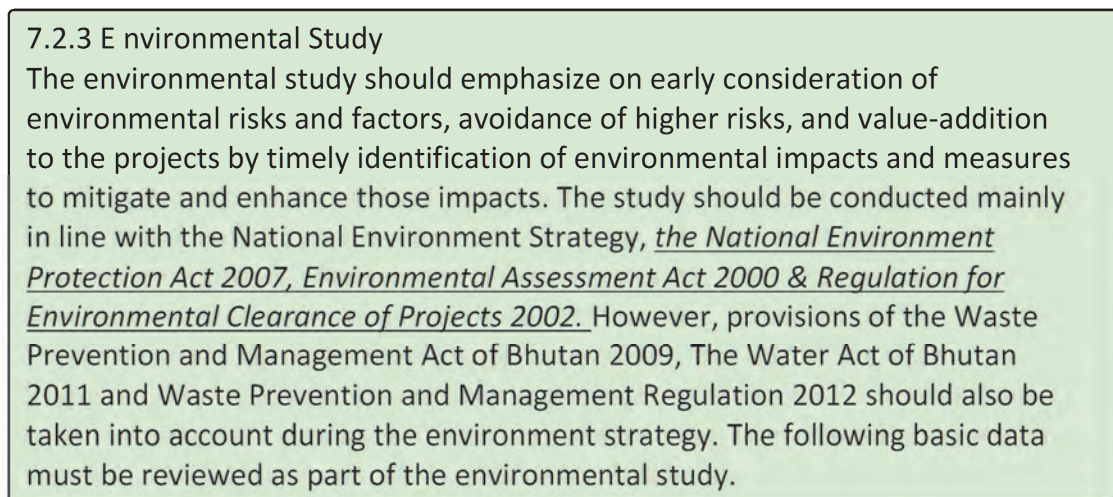 7.2.3 E nvironmental Study
The environmental study should emphasize on early consideration of
environmental risks and factors, avoidance of higher risks, and value-addition
to the projects by timely identification of environmental impacts and measures
to mitigate and enhance those impacts. The study should be conducted mainly
in line with the National Environment Strategy, the National Environment
Protection Act 2007, Environmental Assessment Act 2000 & Regulation for
Environmental Clearance of Projects 2002. However, provisions of the Waste
Prevention and Management Act of Bhutan 2009, The Water Act of Bhutan
2011 and Waste Prevention and Management Regulation 2012 should also be
taken into account during the environment strategy. The following basic data
must be reviewed as part of the environmental study.